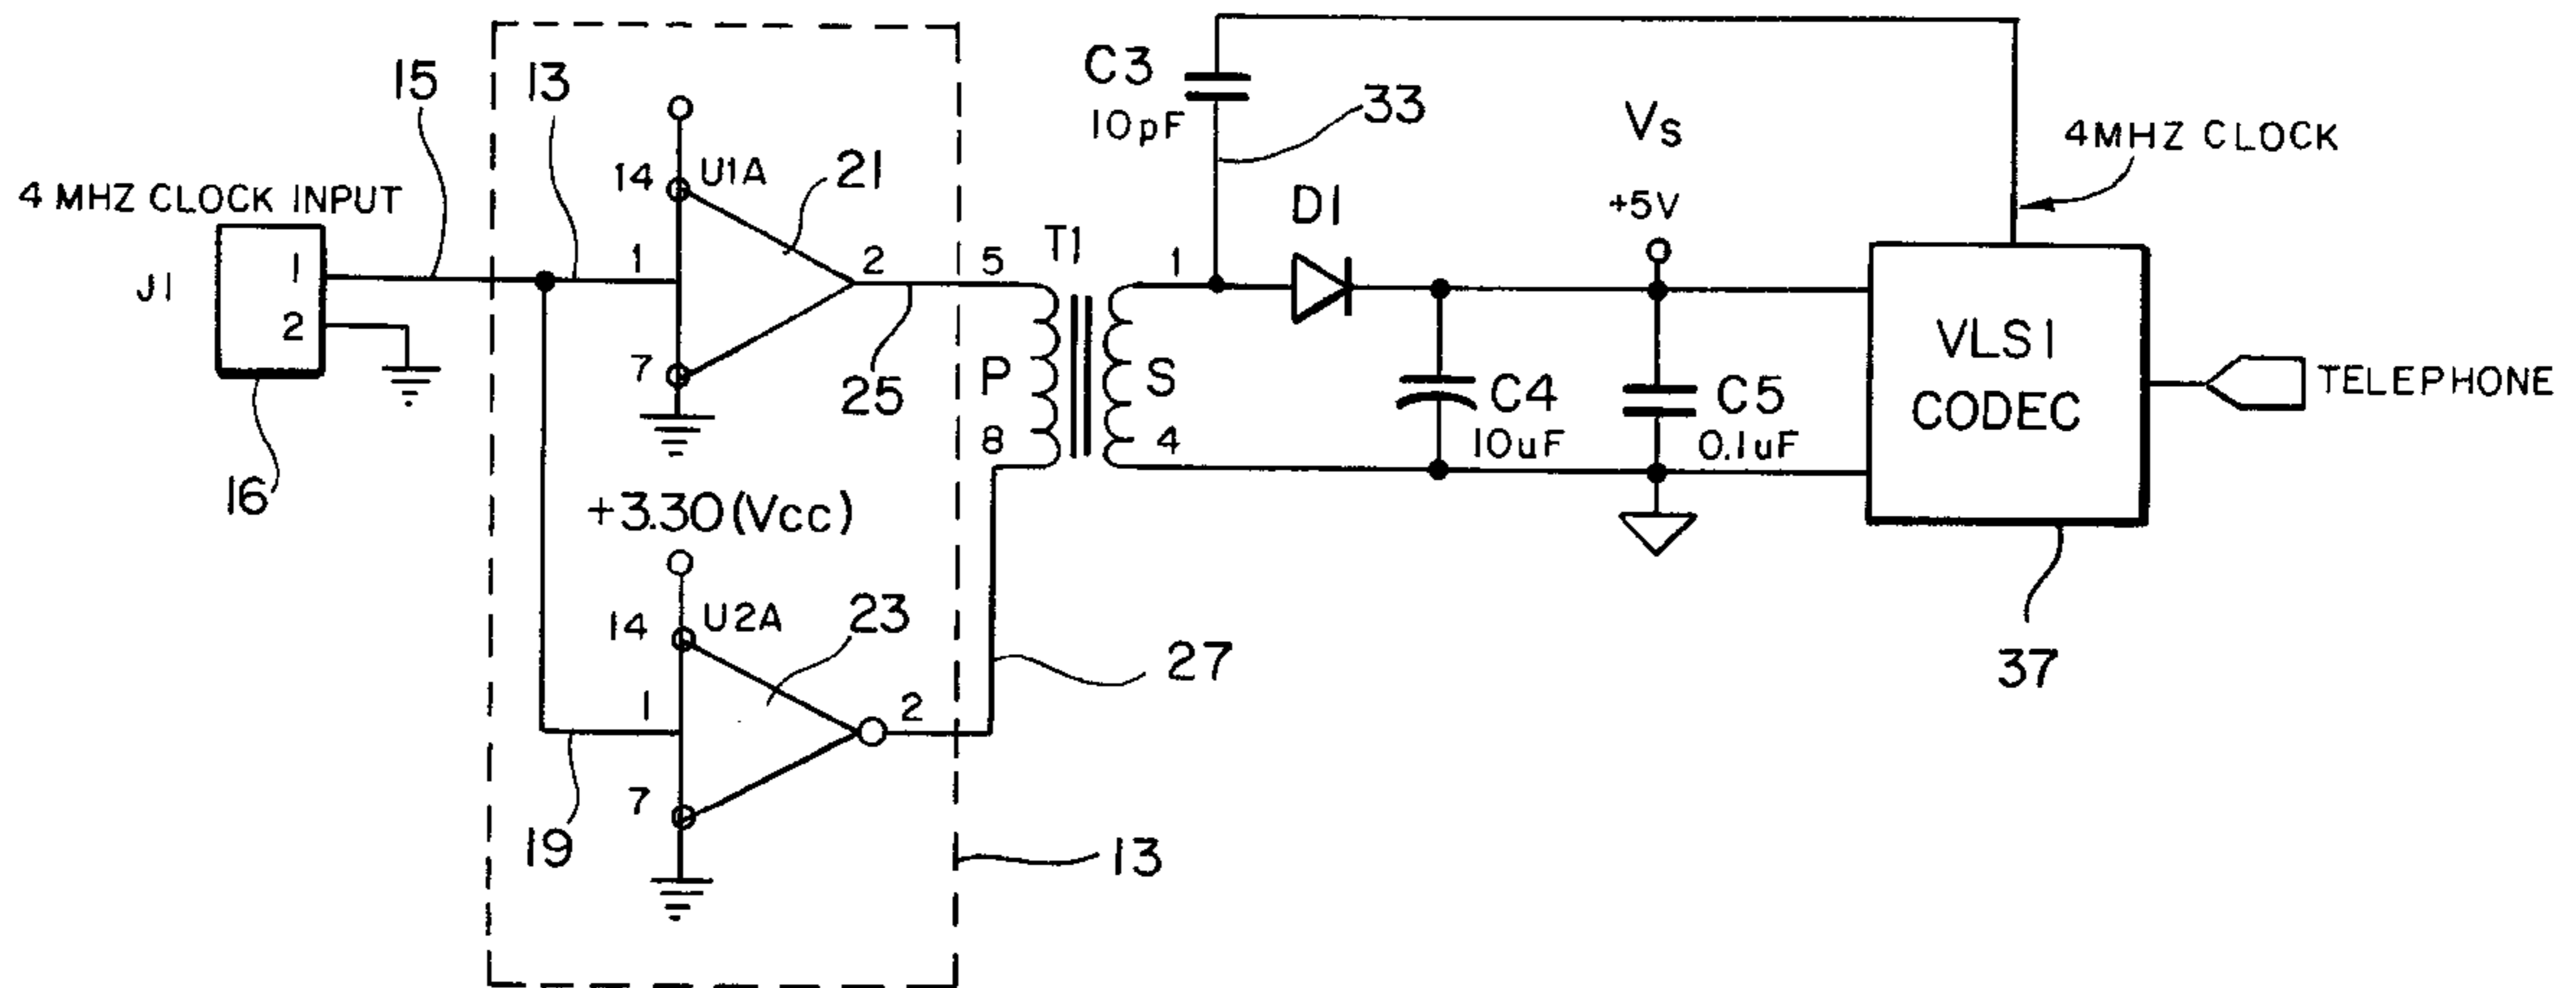 4 MHZ CLOCK INPUT
J1
1
2
16
15
13
14
U1A
21
1
2
7
25
+3.30(VCC)
14
U2A
23
1
2
7
19
13
27
5
T1
1
P
S
8
4
C3
10pF
33
D1
VS
+5V
C4
10uF
C5
0.1uF
4MHZ CLOCK
VLSI
CODEC
TELEPHONE
37